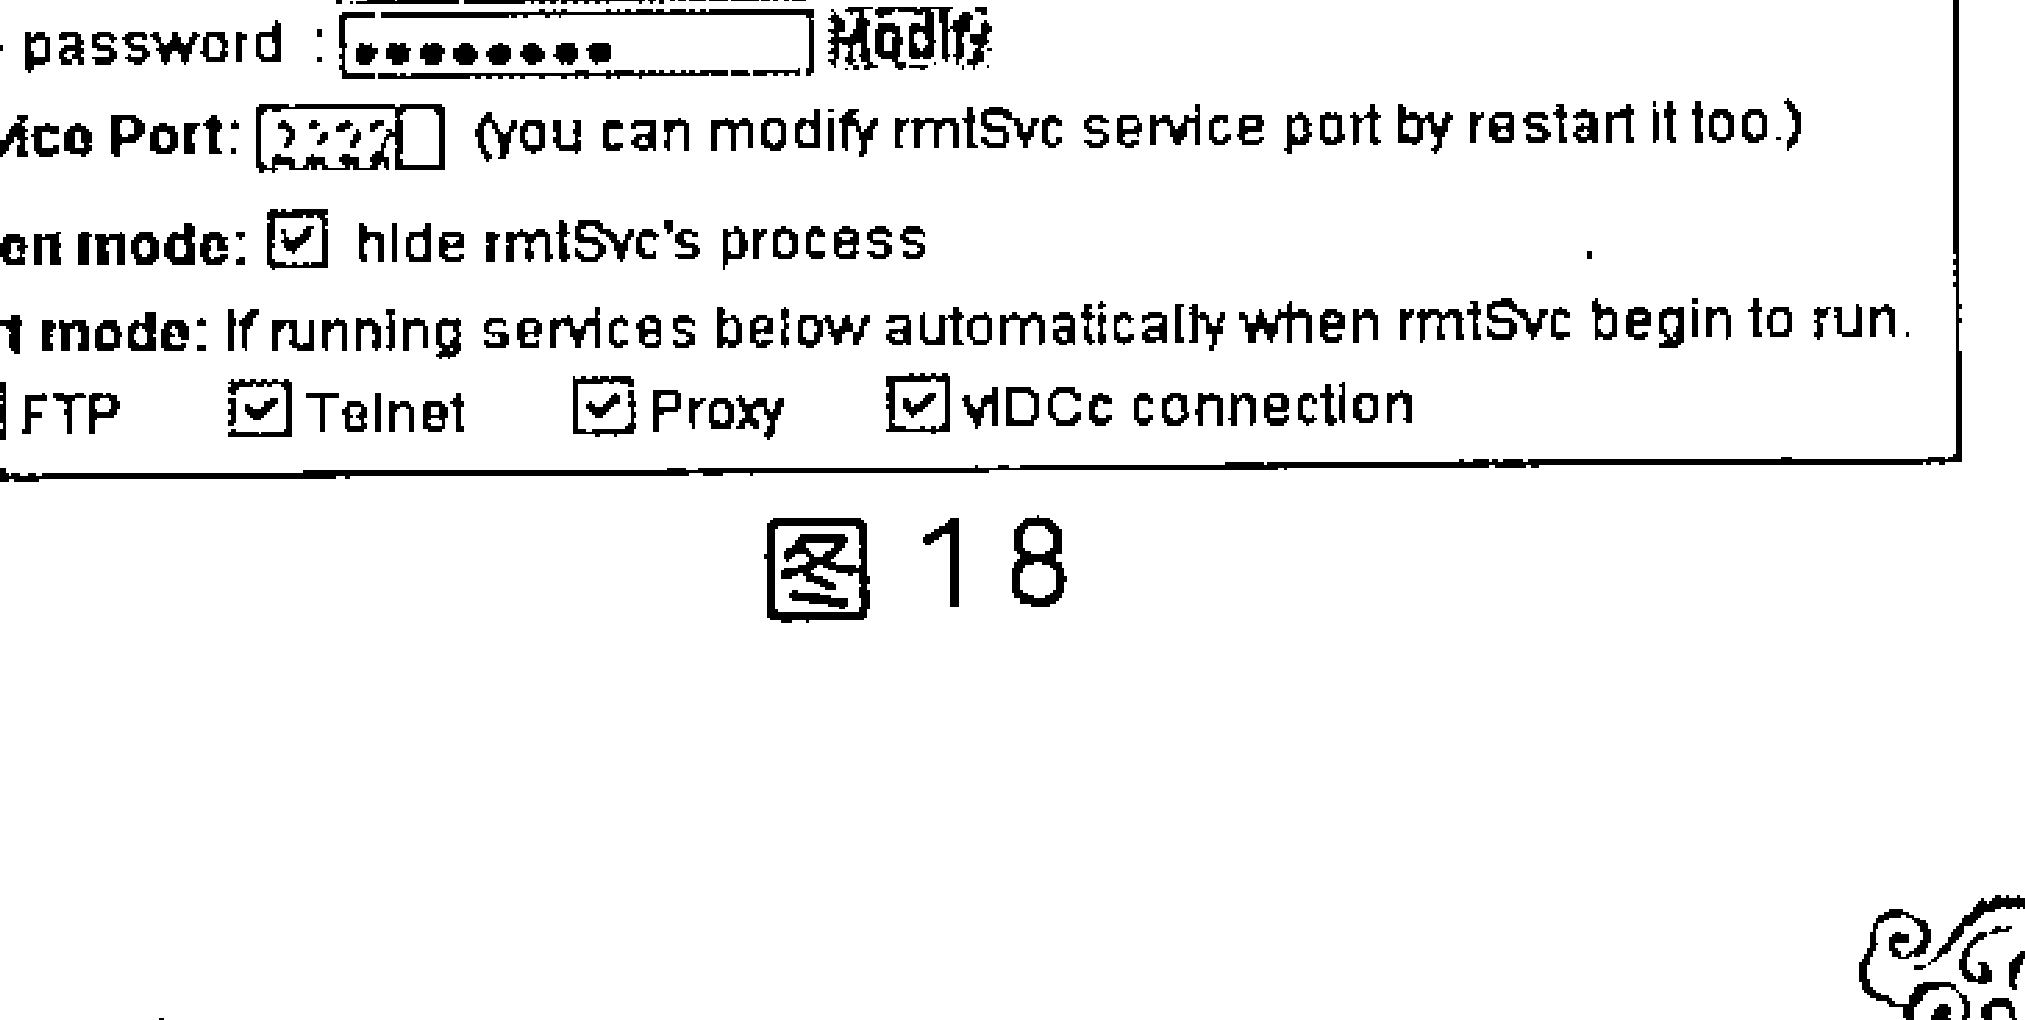 password : ●●●●●●●● Modify
vice Port: (you can modify rmtSvc service port by restart it too.)
en mode: hide rmtSvc's process
t mode: If running services below automatically when rmtSvc begin to run.
FTP Telnet Proxy vIDCc connection
图 18